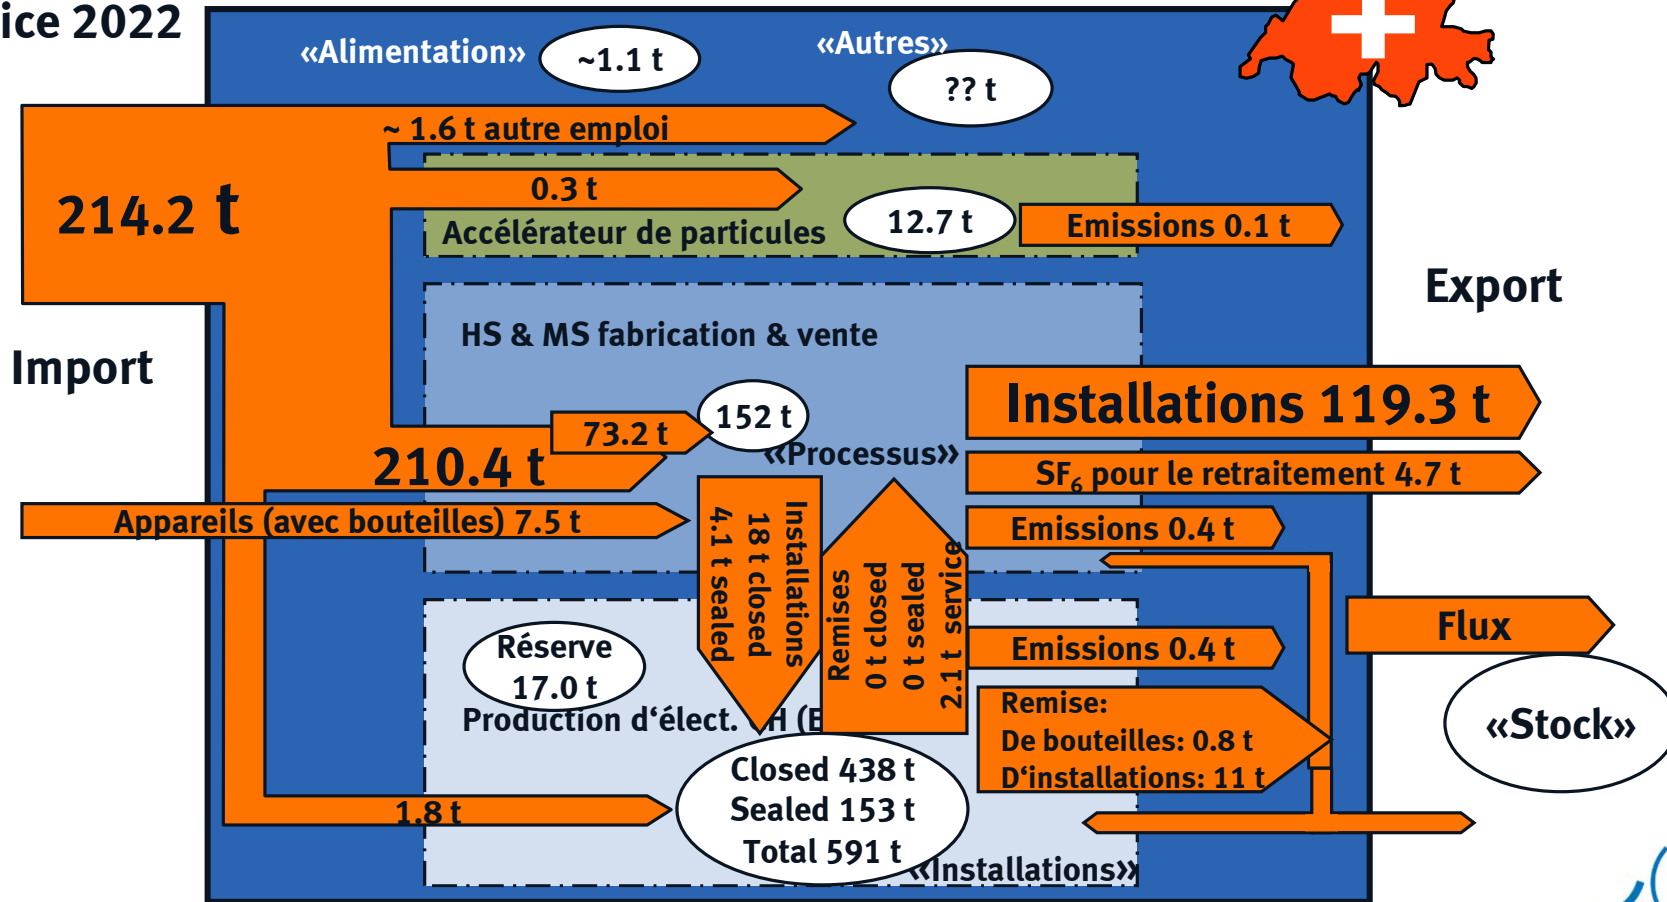 ice 2022
«Alimentation»
~1.1 t
«Autres»
?? t
~ 1.6 t autre emploi
214.2 t
0.3 t
Accélérateur de particules
12.7 t
Emissions 0.1 t
Export
HS & MS fabrication & vente
Import
Installations 119.3 t
152 t
73.2 t
«Processus»
210.4 t
SF₆ pour le retraitement 4.7 t
Appareils (avec bouteilles) 7.5 t
Emissions 0.4 t
Installations
18 t closed
4.1 t sealed
Remises
0 t closed
0 t sealed
2.1 t service
Flux
Réserve
17.0 t
Emissions 0.4 t
Production d‘élect.
H (E
Remise:
De bouteilles: 0.8 t
D‘installations: 11 t
«Stock»
Closed 438 t
Sealed 153 t
Total 591 t
1.8 t
«Installations»